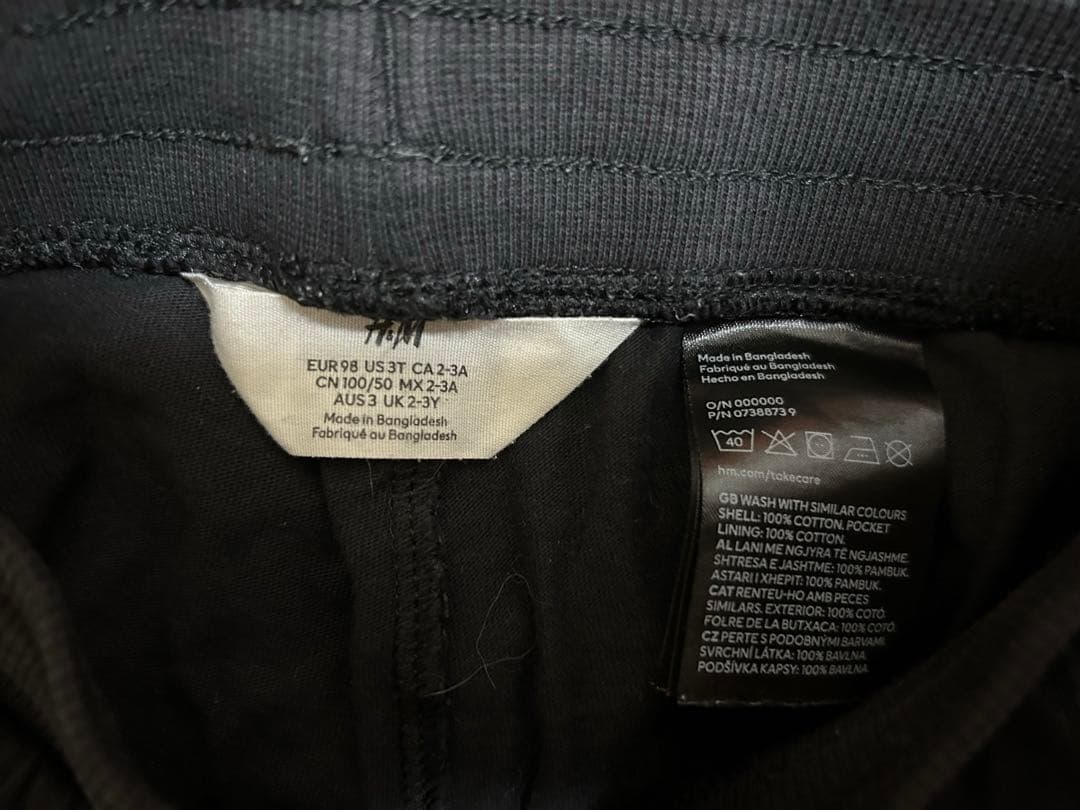 H&M
EUR 98 US 3T CA 2-3A
CN 100/50 MX 2-3A
AUS 3 UK 2-3Y
Made in Bangladesh
Fabriqué au Bangladesh
Made in Bangladesh
Fabriqué au Bangladesh
Hecho en Bangladesh
O/N 000000
P/N 0738873 9
40
hm.com/takecare
GB WASH WITH SIMILAR COLOURS
SHELL: 100% COTTON. POCKET
LINING: 100% COTTON.
AL LANI ME NGJYRA TË NGJASHME.
SHTRESA E JASHTME: 100% PAMBUK.
ASTARI I XHEPIT: 100% PAMBUK.
CAT RENTEU-HO AMB PECES
SIMILARS. EXTERIOR: 100% COTÓ.
FOLRE DE LA BUTXACA: 100% COTÓ.
CZ PERTE S PODOBNÝMI BARVAMI.
SVRCHNÍ LÁTKA: 100% BAVLNA.
PODŠÍVKA KAPSY: 100% BAVLNA.